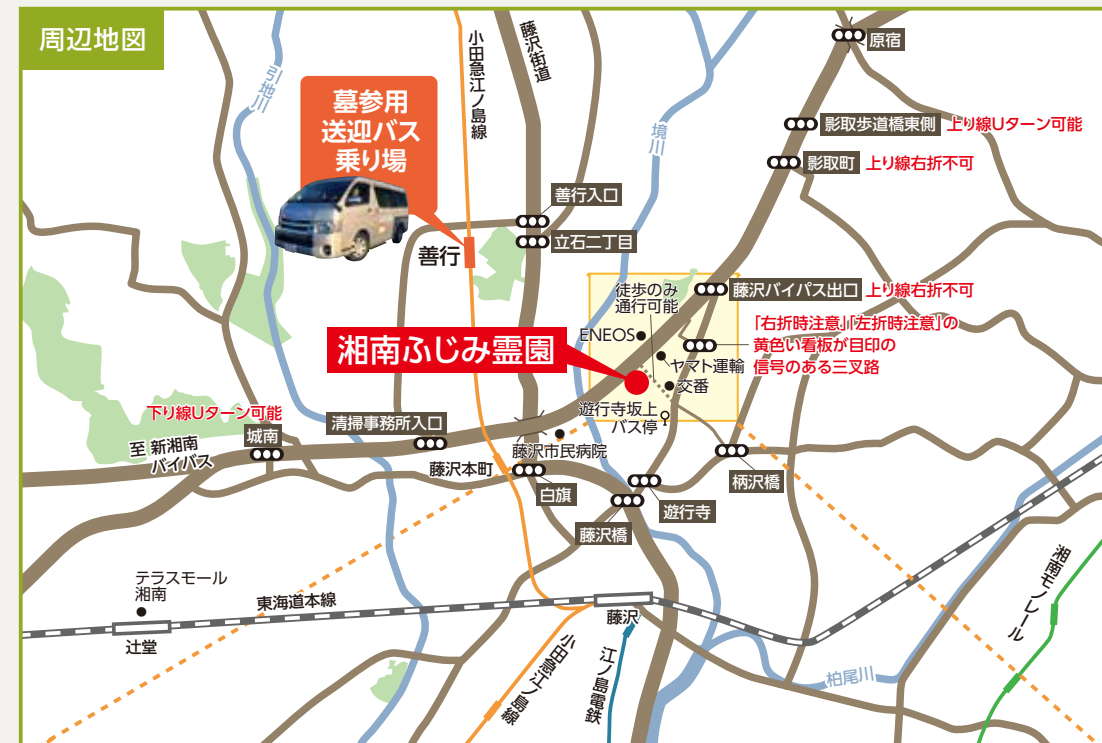 周辺地図
原宿
小田急江ノ島線
藤沢街道
引地川
境川
墓参用
送迎バス
乗り場
影取歩道橋東側
上り線Uターン可能
影取町
上り線右折不可
善行入口
立石二丁目
善行
徒歩のみ
通行可能
藤沢バイパス出口
上り線右折不可
ENEOS
「右折時注意」「左折時注意」の
黄色い看板が目印の
信号のある三叉路
湘南ふじみ霊園
ヤマト運輸
交番
遊行寺坂上
バス停
下り線Uターン可能
清掃事務所入口
城南
至 新湘南
バイパス
藤沢市民病院
藤沢本町
白旗
柄沢橋
遊行寺
藤沢橋
テラスモール
湘南
東海道本線
辻堂
藤沢
小田急江ノ島線
江ノ島電鉄
柏尾川
湘南モノレール